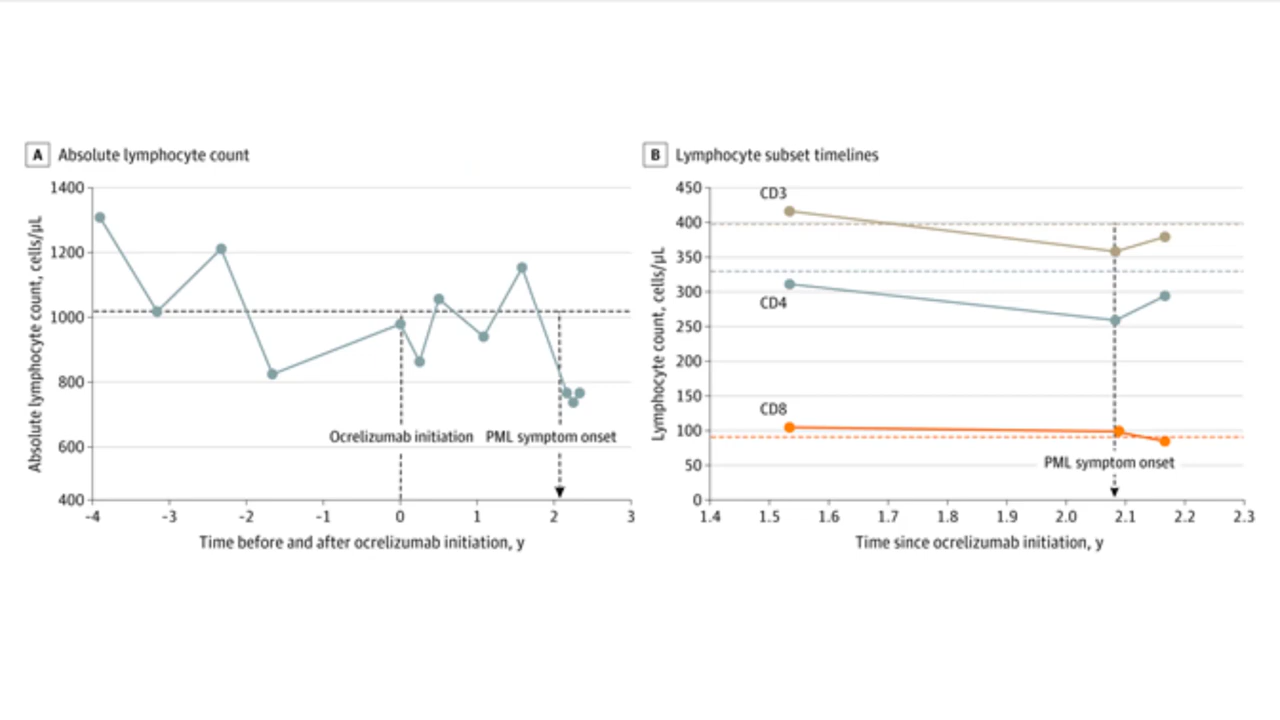 A Absolute lymphocyte count
1400
1200
1000
800
600
400
Absolute lymphocyte count, cells/µL
Ocrelizumab initiation
PML symptom onset
-4 -3 -2 -1 0 1 2 3
Time before and after ocrelizumab initiation, y
B Lymphocyte subset timelines
450
400
350
300
250
200
150
100
50
0
Lymphocyte count, cells/µL
CD3
CD4
CD8
PML symptom onset
1.4 1.5 1.6 1.7 1.8 1.9 2.0 2.1 2.2 2.3
Time since ocrelizumab initiation, y